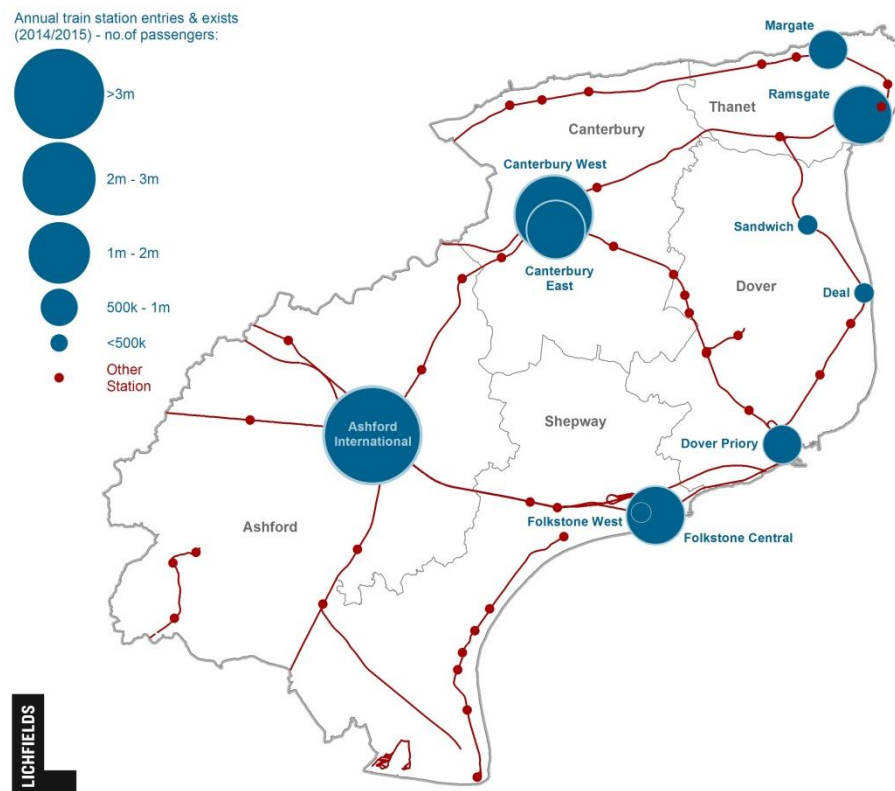 Annual train station entries & exists
(2014/2015) - no.of passengers:
>3m
2m - 3m
1m - 2m
500k - 1m
<500k
Other
Station
Margate
Ramsgate
Thanet
Canterbury
Canterbury West
Canterbury
East
Sandwich
Dover
Deal
Ashford
International
Shepway
Dover Priory
Ashford
Folkstone West
Folkstone Central
LICHFIELDS